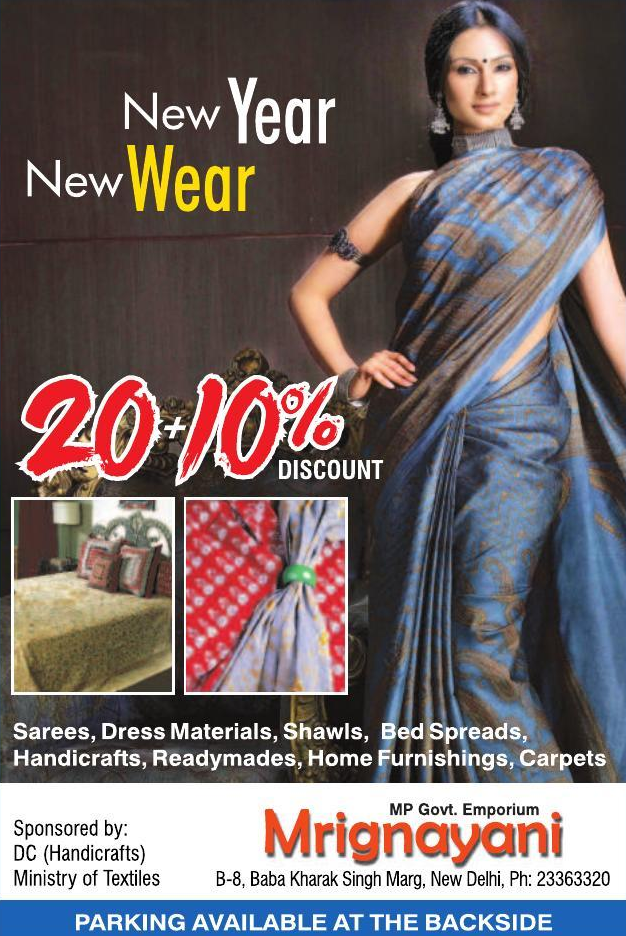 New Year
New Wear
20+10%
DISCOUNT
Sarees, Dress Materials, Shawls, Bed Spreads,
Handicrafts, Readymades, Home Furnishings, Carpets
Sponsored by:
DC (Handicrafts)
Ministry of Textiles
MP Govt. Emporium
Mrignayani
B-8, Baba Kharak Singh Marg, New Delhi, Ph: 23363320
PARKING AVAILABLE AT THE BACKSIDE